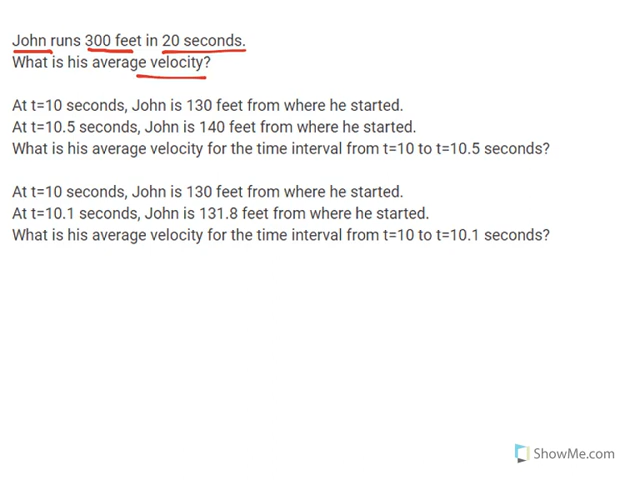 John runs 300 feet in 20 seconds.
What is his average velocity?
At t=10 seconds, John is 130 feet from where he started.
At t=10.5 seconds, John is 140 feet from where he started.
What is his average velocity for the time interval from t=10 to t=10.5 seconds?
At t=10 seconds, John is 130 feet from where he started.
At t=10.1 seconds, John is 131.8 feet from where he started.
What is his average velocity for the time interval from t=10 to t=10.1 seconds?
ShowMe.com